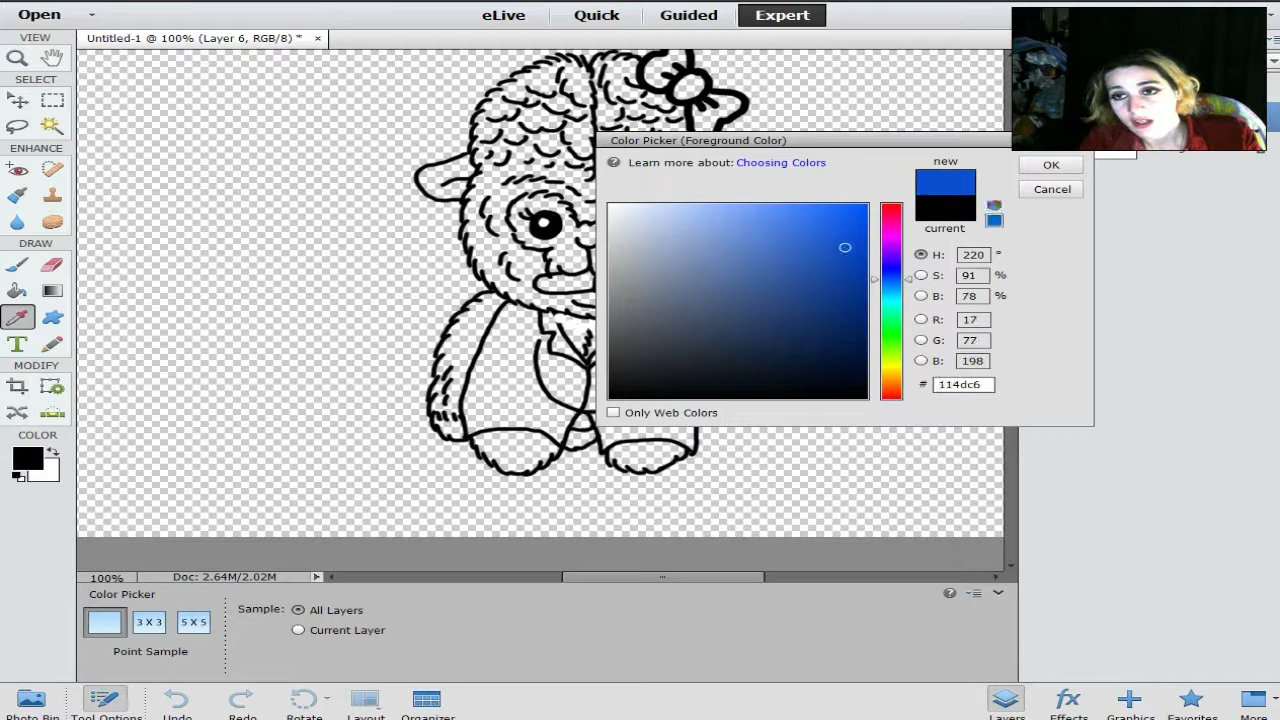 Open
eLive
Quick
Guided
Expert
VIEW
Untitled-1 @ 100% (Layer 6, RGB/8) * ×
SELECT
ENHANCE
DRAW
T
MODIFY
COLOR
Color Picker (Foreground Color)
Learn more about: Choosing Colors
new
current
OK
Cancel
H: 220 °
S: 91 %
B: 78 %
R: 17
G: 77
B: 198
# 114dc6
Only Web Colors
100%
Doc: 2.64M/2.02M
Color Picker
3 X 3
5 X 5
Point Sample
Sample:
All Layers
Current Layer
fx
Photo Bin
Tool Options
Undo
Redo
Rotate
Layout
Organizer
Layers
Effects
Graphics
Favorites
More